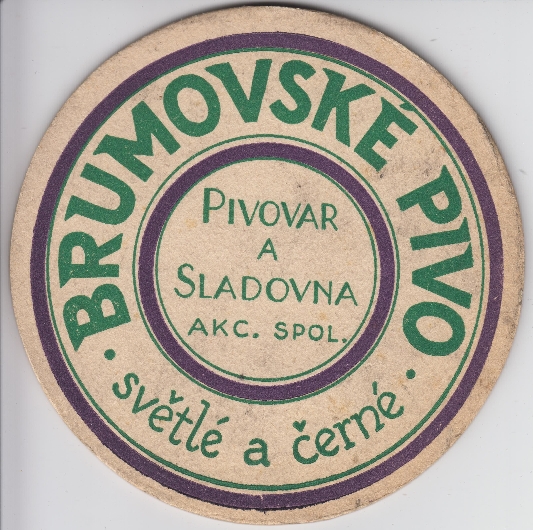 BRUMOVSKÉ PIVO
PIVOVAR
A
SLADOVNA
AKC. SPOL.
· světlé a černé ·